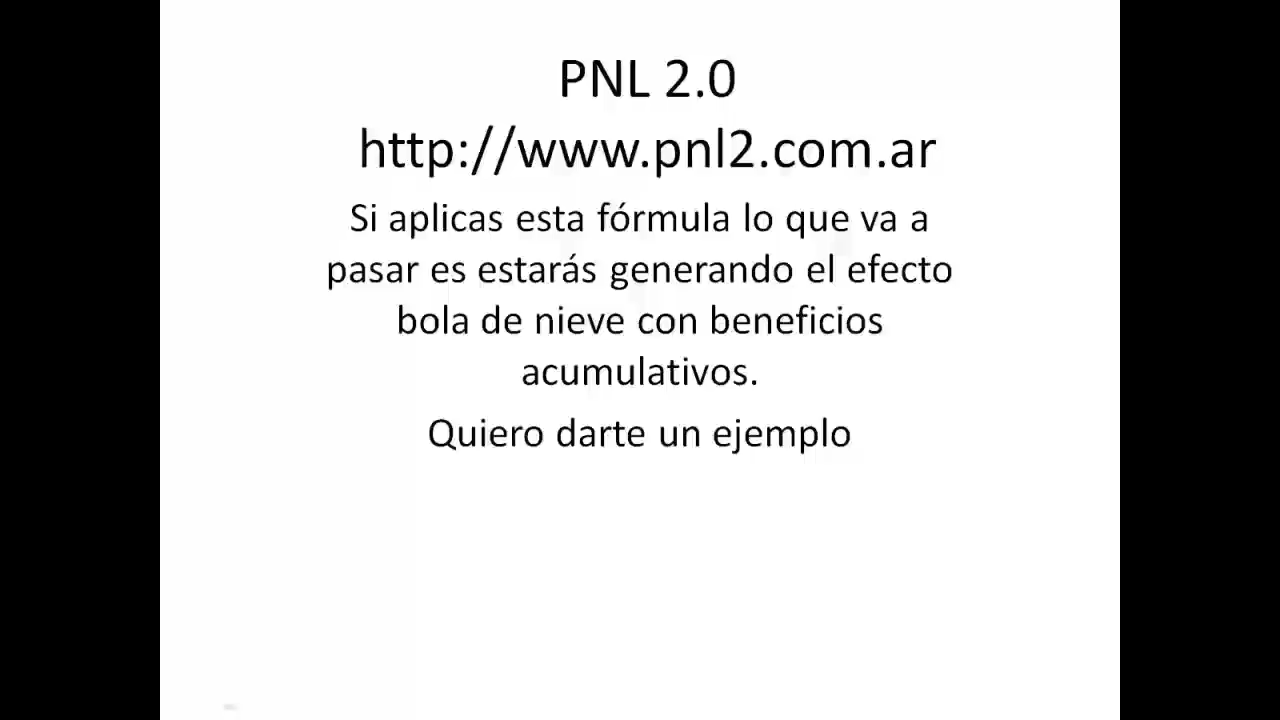 PNL 2.0
http://www.pnl2.com.ar
Si aplicas esta fórmula lo que va a
pasar es estarás generando el efecto
bola de nieve con beneficios
acumulativos.
Quiero darte un ejemplo